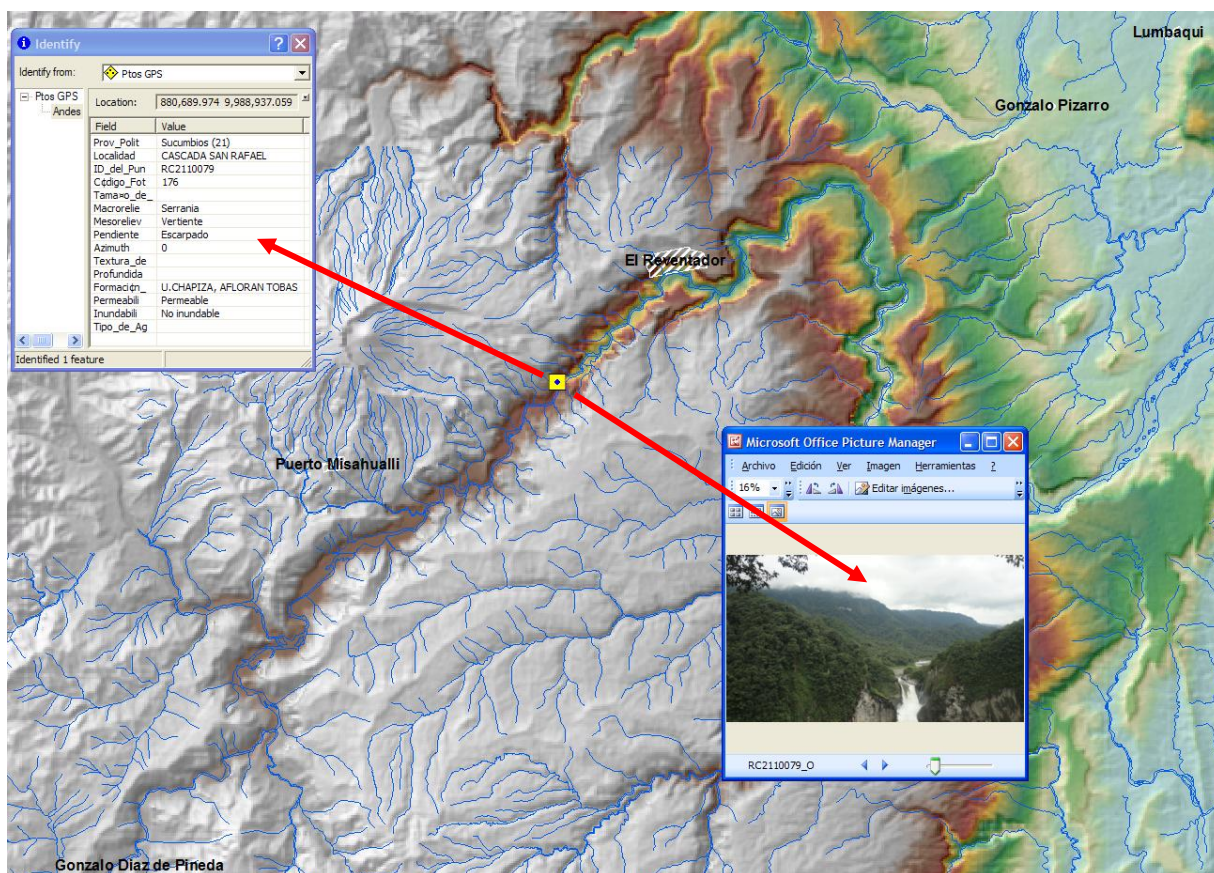 Identify
Identify from: Ptos GPS
Ptos GPS
Andes
Location: 880,689.974 9,988,937.059
Field Value
Prov_Polit Sucumbios (21)
Localidad CASCADA SAN RAFAEL
ID_del_Pun RC2110079
C¢digo_Fot 176
Tama¤o_de_
Macrorelie Serrania
Mesoreliev Vertiente
Pendiente Escarpado
Azimuth 0
Textura_de
Profundida
Formaci¢n_ U.CHAPIZA, AFLORAN TOBAS
Permeabili Permeable
Inundabili No inundable
Tipo_de_Ag
Identified 1 feature
Lumbaqui
Gonzalo Pizarro
El Reventador
Puerto Misahualli
Gonzalo Diaz de Pineda
Microsoft Office Picture Manager
Archivo Edición Ver Imagen Herramientas ?
16% Editar imágenes...
RC2110079_O